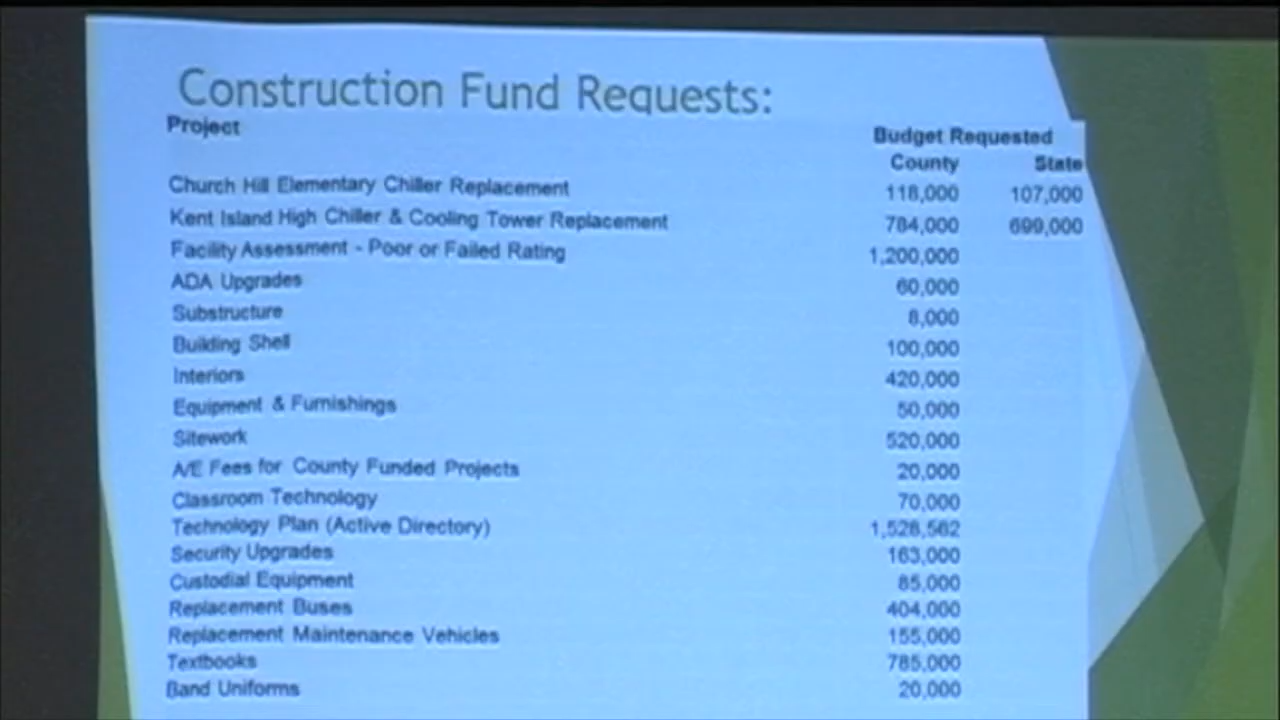 Construction Fund Requests:
Project
Budget Requested
County State
Church Hill Elementary Chiller Replacement 118,000 107,000
Kent Island High Chiller & Cooling Tower Replacement 784,000 699,000
Facility Assessment - Poor or Failed Rating 1,200,000
ADA Upgrades 60,000
Substructure 8,000
Building Shell 100,000
Interiors 420,000
Equipment & Furnishings 50,000
Sitework 520,000
A/E Fees for County Funded Projects 20,000
Classroom Technology 70,000
Technology Plan (Active Directory)
Security Upgrades 163,000
Custodial Equipment 85,000
Replacement Buses 404,000
Replacement Maintenance Vehicles 155,000
Textbooks 785,000
Band Uniforms 20,000